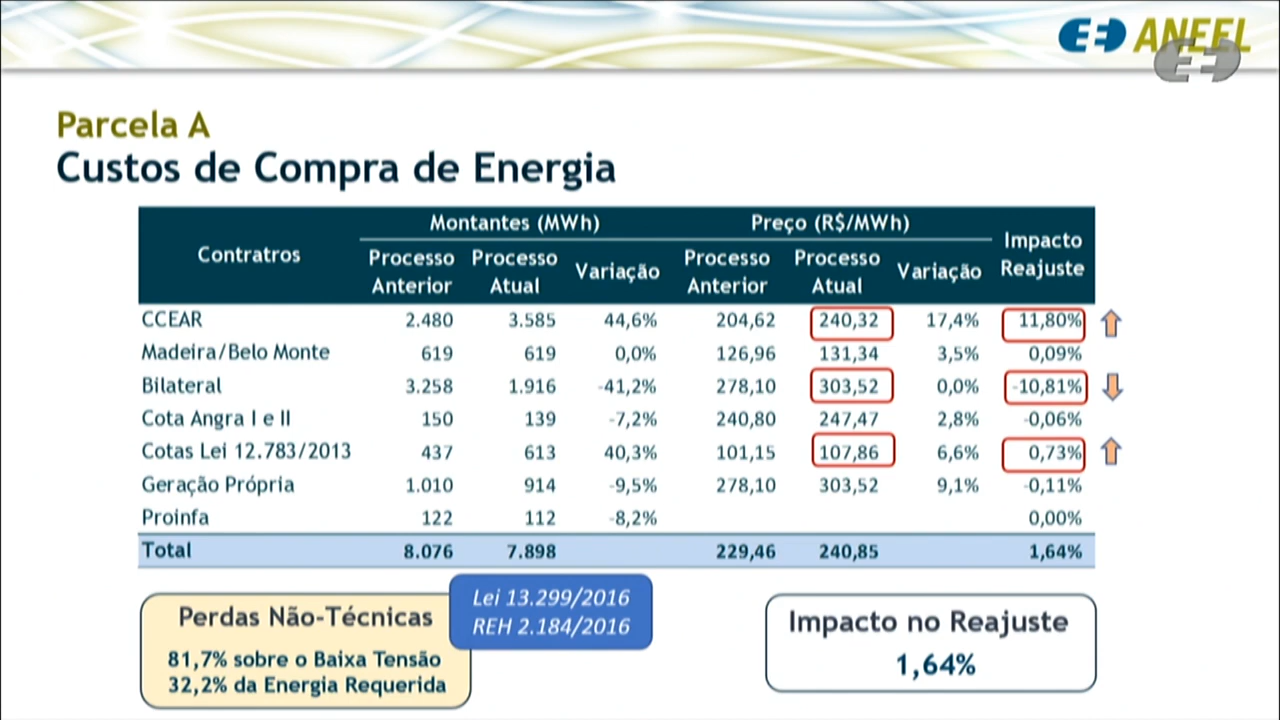 ANEEL
Parcela A
Custos de Compra de Energia
Contratros Montantes (MWh) Preço (R$/MWh) Impacto Reajuste
Processo Anterior Processo Atual Variação Processo Anterior Processo Atual Variação
CCEAR 2.480 3.585 44,6% 204,62 240,32 17,4% 11,80%
Madeira/Belo Monte 619 619 0,0% 126,96 131,34 3,5% 0,09%
Bilateral 3.258 1.916 -41,2% 278,10 303,52 0,0% -10,81%
Cota Angra I e II 150 139 -7,2% 240,80 247,47 2,8% -0,06%
Cotas Lei 12.783/2013 437 613 40,3% 101,15 107,86 6,6% 0,73%
Geração Própria 1.010 914 -9,5% 278,10 303,52 9,1% -0,11%
Proinfa 122 112 -8,2% 0,00%
Total 8.076 7.898 229,46 240,85 1,64%
Lei 13.299/2016
REH 2.184/2016
Perdas Não-Técnicas
81,7% sobre o Baixa Tensão
32,2% da Energia Requerida
Impacto no Reajuste
1,64%